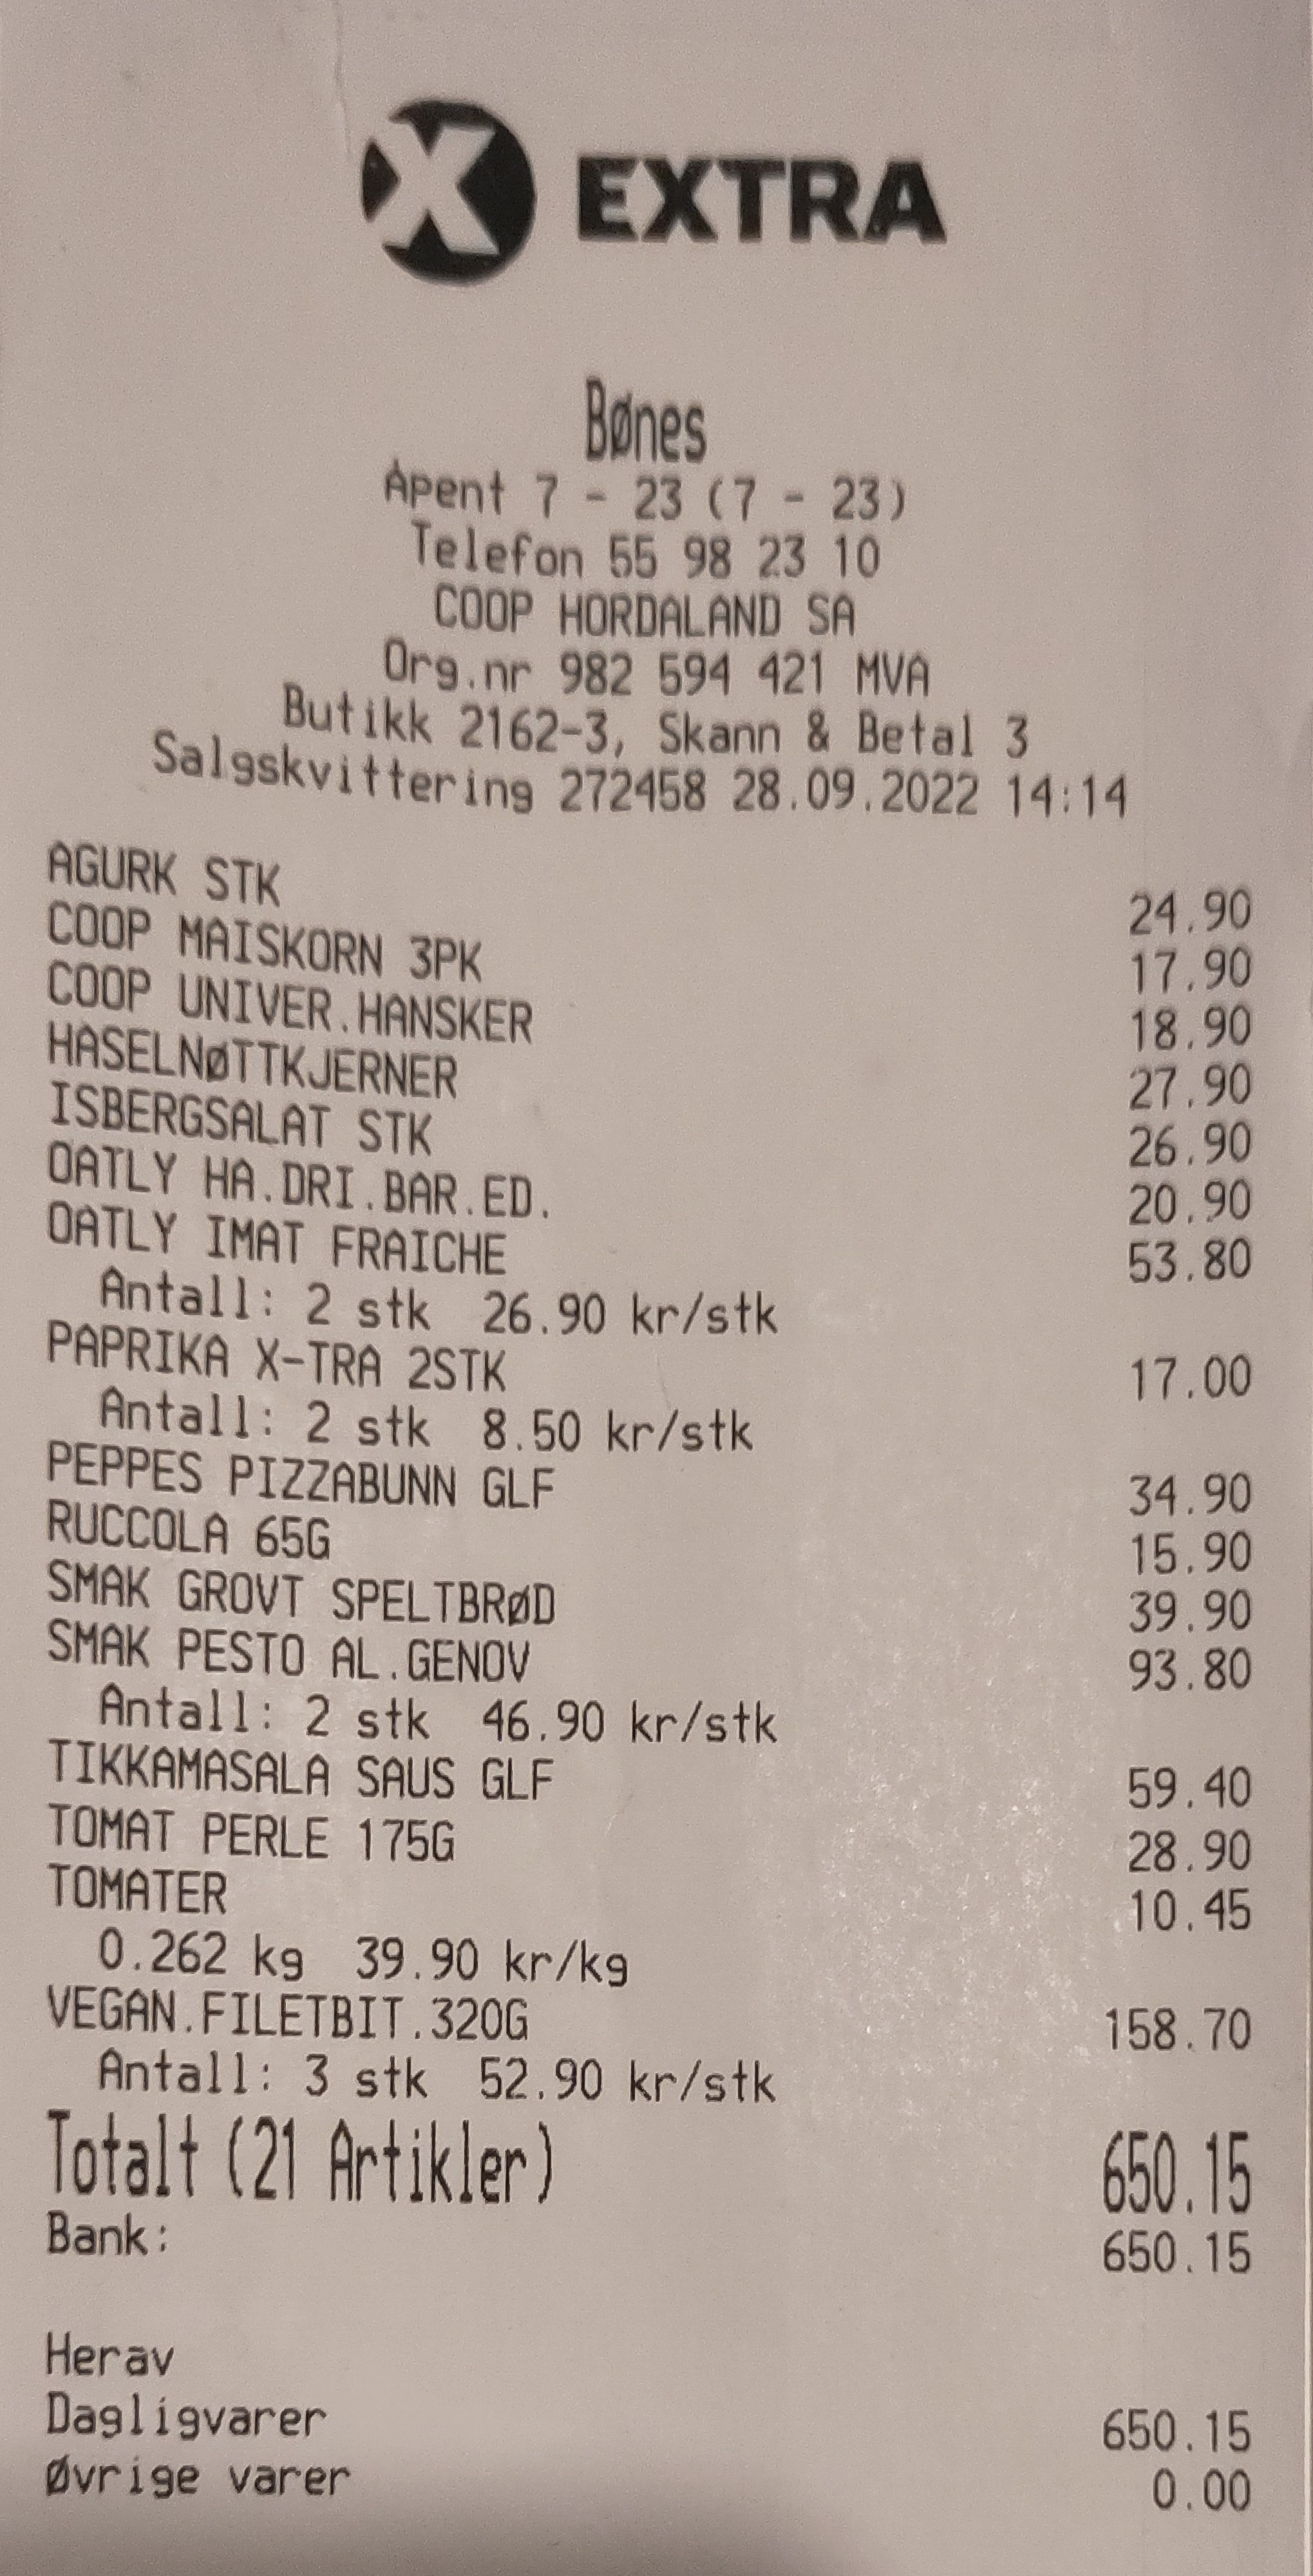 X EXTRA
Bønes
Åpent 7 - 23 (7 - 23)
Telefon 55 98 23 10
COOP HORDALAND SA
Org.nr 982 594 421 MVA
Butikk 2162-3, Skann & Betal 3
Salgskvittering 272458 28.09.2022 14:14
AGURK STK 24.90
COOP MAISKORN 3PK 17.90
COOP UNIVER.HANSKER 18.90
HASELNØTTKJERNER 27.90
ISBERGSALAT STK 26.90
OATLY HA.DRI.BAR.ED. 20.90
OATLY IMAT FRAICHE 53.80
Antall: 2 stk 26.90 kr/stk
PAPRIKA X-TRA 2STK 17.00
Antall: 2 stk 8.50 kr/stk
PEPPES PIZZABUNN GLF 34.90
RUCCOLA 65G 15.90
SMAK GROVT SPELTBRØD 39.90
SMAK PESTO AL.GENOV 93.80
Antall: 2 stk 46.90 kr/stk
TIKKAMASALA SAUS GLF 59.40
TOMAT PERLE 175G 28.90
TOMATER 10.45
0.262 kg 39.90 kr/kg
VEGAN.FILETBIT.320G 158.70
Antall: 3 stk 52.90 kr/stk
Totalt (21 Artikler) 650.15
Bank: 650.15
Herav
Dagligvarer 650.15
Øvrige varer 0.00